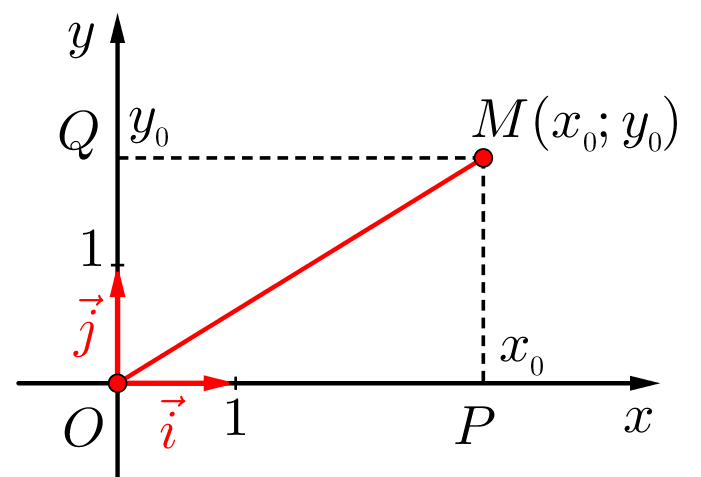 y
Q y₀ M(x₀; y₀)
1
j⃗ x₀
O i⃗ 1 P x